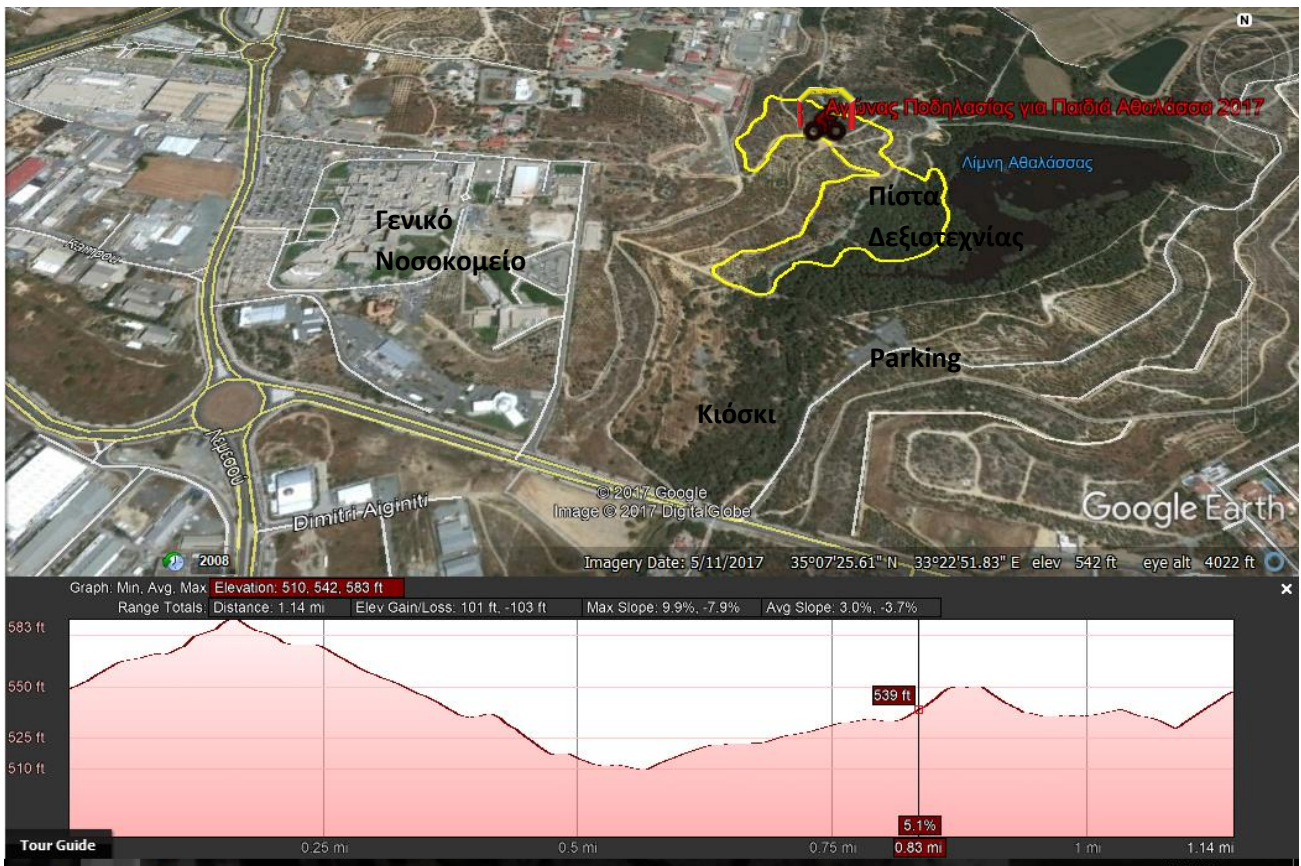 N
Αγώνας Ποδηλασίας για Παιδιά Αθαλάσσα 2017
Λίμνη Αθαλάσσας
Πίστα
Δεξιοτεχνίας
Γενικό
Νοσοκομείο
Λεμεσού
Parking
Κιόσκι
Λεμεσού
Dimitri Aiginiti
© 2017 Google
Image © 2017 DigitalGlobe
Google Earth
2008
Imagery Date: 5/11/2017 35°07'25.61" N 33°22'51.83" E elev 542 ft eye alt 4022 ft
Graph: Min, Avg, Max Elevation: 510, 542, 583 ft
Range Totals: Distance: 1.14 mi Elev Gain/Loss: 101 ft, -103 ft Max Slope: 9.9%, -7.9% Avg Slope: 3.0%, -3.7%
583 ft
550 ft
539 ft
525 ft
510 ft
5.1%
Tour Guide
0.25 mi 0.5 mi 0.75 mi 0.83 mi 1 mi 1.14 mi